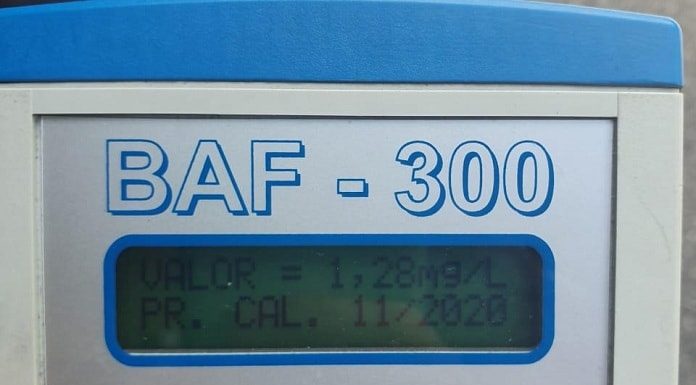 BAF - 300
VALOR = 1,28mg/L
PR. CAL. 11/2020